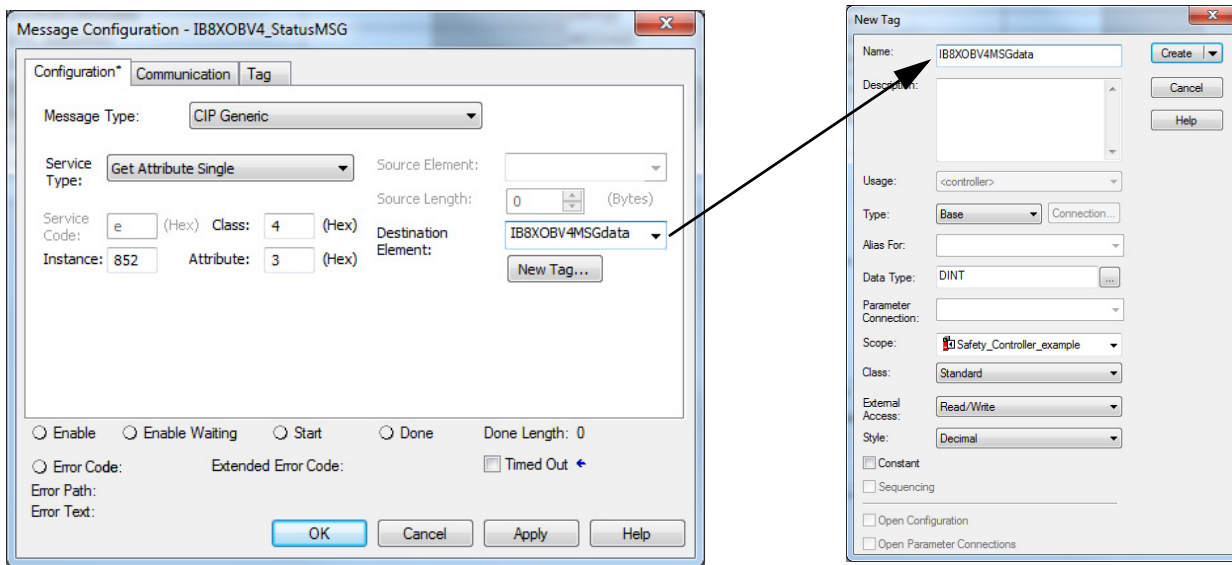 Message Configuration - IB8XOBV4_StatusMSG
Configuration* Communication Tag
Message Type: CIP Generic
Service Type: Get Attribute Single
Source Element:
Source Length: 0 (Bytes)
Service Code: e (Hex) Class: 4 (Hex)
Destination Element: IB8XOBV4MSGdata
Instance: 852 Attribute: 3 (Hex)
New Tag...
Enable Enable Waiting Start Done Done Length: 0
Error Code: Extended Error Code: Timed Out
Error Path:
Error Text:
OK Cancel Apply Help
New Tag
Name: IB8XOBV4MSGdata Create
Description: Cancel
Help
Usage: <controller>
Type: Base Connection...
Alias For:
Data Type: DINT ...
Parameter Connection:
Scope: Safety_Controller_example
Class: Standard
External Access: Read/Write
Style: Decimal
Constant
Sequencing
Open Configuration
Open Parameter Connections